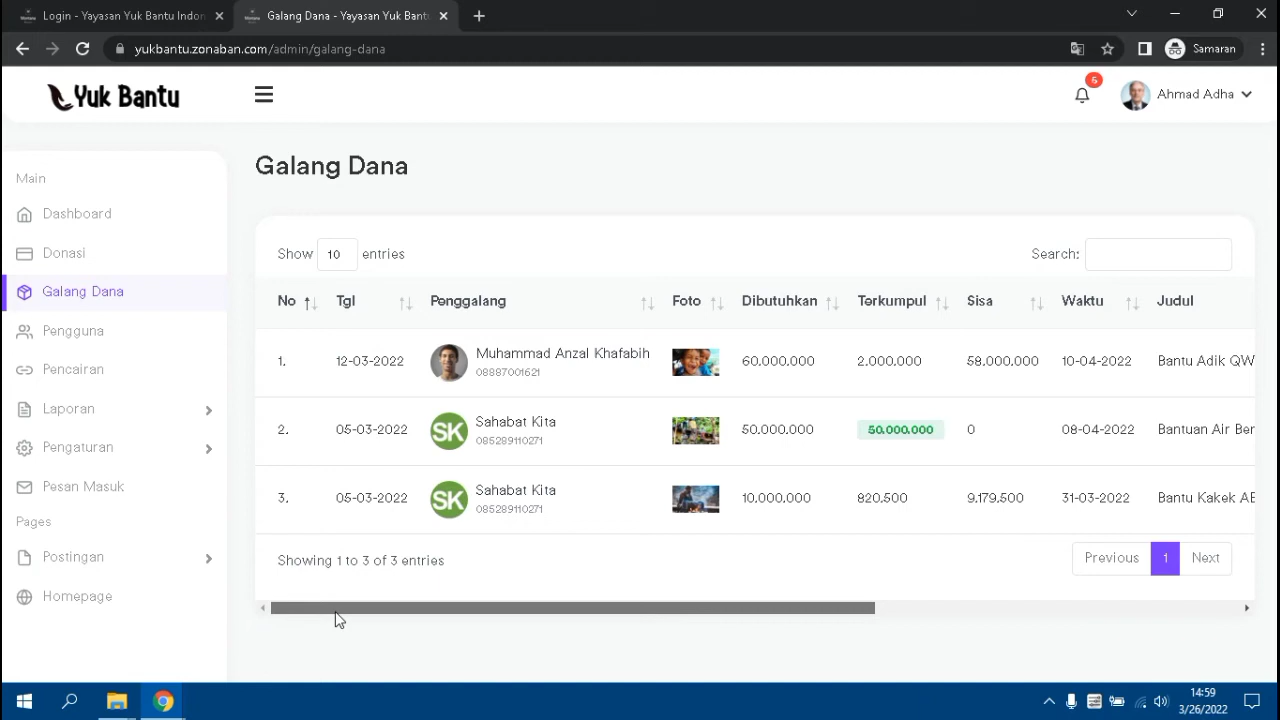 Login - Yayasan Yuk Bantu Indon
Galang Dana - Yayasan Yuk Bantu
yukbantu.zonaban.com/admin/galang-dana
Samaran
Yuk Bantu
5
Ahmad Adha
Main
Dashboard
Donasi
Galang Dana
Pengguna
Pencairan
Laporan
Pengaturan
Pesan Masuk
Pages
Postingan
Homepage
Galang Dana
Show 10 entries
Search:
No Tgl Penggalang Foto Dibutuhkan Terkumpul Sisa Waktu Judul
1. 12-03-2022 Muhammad Anzal Khafabih 60.000.000 2.000.000 58.000.000 10-04-2022 Bantu Adik QW
08887001621
2. 05-03-2022 SK Sahabat Kita 50.000.000 50.000.000 0 08-04-2022 Bantuan Air Ber
085289110271
3. 05-03-2022 SK Sahabat Kita 10.000.000 820.500 9.179.500 31-03-2022 Bantu Kakek AB
085289110271
Showing 1 to 3 of 3 entries
Previous 1 Next
14:59
3/26/2022